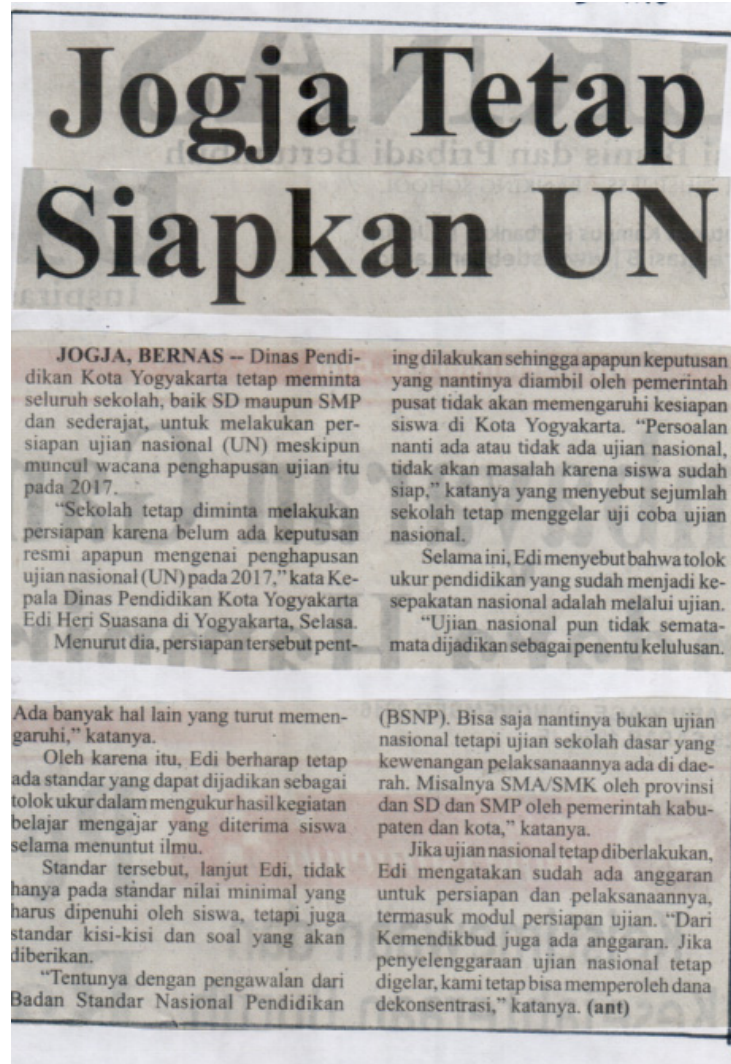 Jogja Tetap
Siapkan UN
JOGJA, BERNAS -- Dinas Pendi-
dikan Kota Yogyakarta tetap meminta
seluruh sekolah, baik SD maupun SMP
dan sederajat, untuk melakukan per-
siapan ujian nasional (UN) meskipun
muncul wacana penghapusan ujian itu
pada 2017.
"Sekolah tetap diminta melakukan
persiapan karena belum ada keputusan
resmi apapun mengenai penghapusan
ujian nasional (UN) pada 2017," kata Ke-
pala Dinas Pendidikan Kota Yogyakarta
Edi Heri Suasana di Yogyakarta, Selasa.
Menurut dia, persiapan tersebut pent-
ing dilakukan sehingga apapun keputusan
yang nantinya diambil oleh pemerintah
pusat tidak akan memengaruhi kesiapan
siswa di Kota Yogyakarta. "Persoalan
nanti ada atau tidak ada ujian nasional,
tidak akan masalah karena siswa sudah
siap," katanya yang menyebut sejumlah
sekolah tetap menggelar uji coba ujian
nasional.
Selama ini, Edi menyebut bahwa tolok
ukur pendidikan yang sudah menjadi ke-
sepakatan nasional adalah melalui ujian.
"Ujian nasional pun tidak semata-
mata dijadikan sebagai penentu kelulusan.
Ada banyak hal lain yang turut memen-
garuhi," katanya.
Oleh karena itu, Edi berharap tetap
ada standar yang dapat dijadikan sebagai
tolok ukur dalam mengukur hasil kegiatan
belajar mengajar yang diterima siswa
selama menuntut ilmu.
Standar tersebut, lanjut Edi, tidak
hanya pada standar nilai minimal yang
harus dipenuhi oleh siswa, tetapi juga
standar kisi-kisi dan soal yang akan
diberikan.
"Tentunya dengan pengawalan dari
Badan Standar Nasional Pendidikan
(BSNP). Bisa saja nantinya bukan ujian
nasional tetapi ujian sekolah dasar yang
kewenangan pelaksanaannya ada di dae-
rah. Misalnya SMA/SMK oleh provinsi
dan SD dan SMP oleh pemerintah kabu-
paten dan kota," katanya.
Jika ujian nasional tetap diberlakukan,
Edi mengatakan sudah ada anggaran
untuk persiapan dan pelaksanaannya,
termasuk modul persiapan ujian. "Dari
Kemendikbud juga ada anggaran. Jika
penyelenggaraan ujian nasional tetap
digelar, kami tetap bisa memperoleh dana
dekonsentrasi," katanya. (ant)